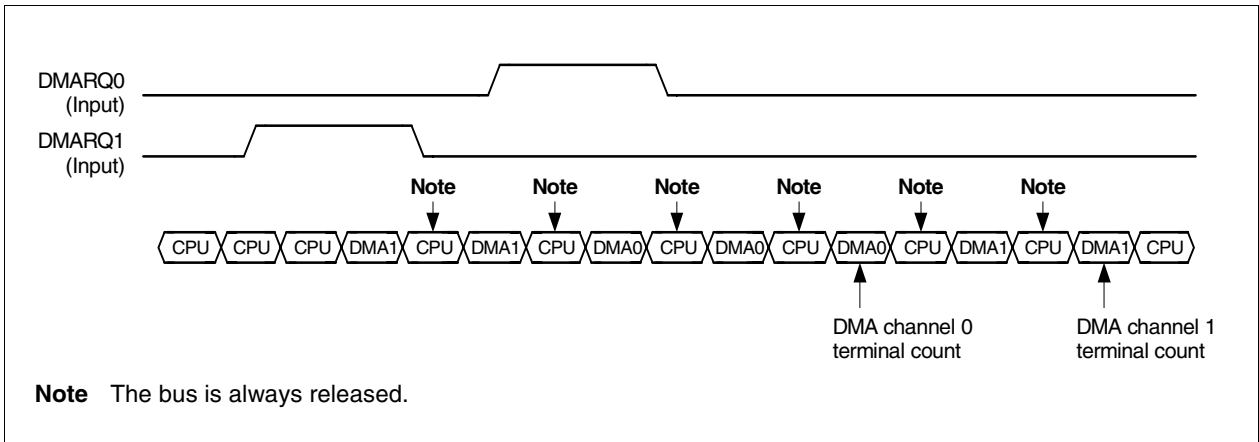 DMARQ0
(Input)
DMARQ1
(Input)
Note Note Note Note Note Note
CPU CPU CPU DMA1 CPU DMA1 CPU DMA0 CPU DMA0 CPU DMA0 CPU DMA1 CPU DMA1 CPU
DMA channel 0
terminal count
DMA channel 1
terminal count
Note The bus is always released.